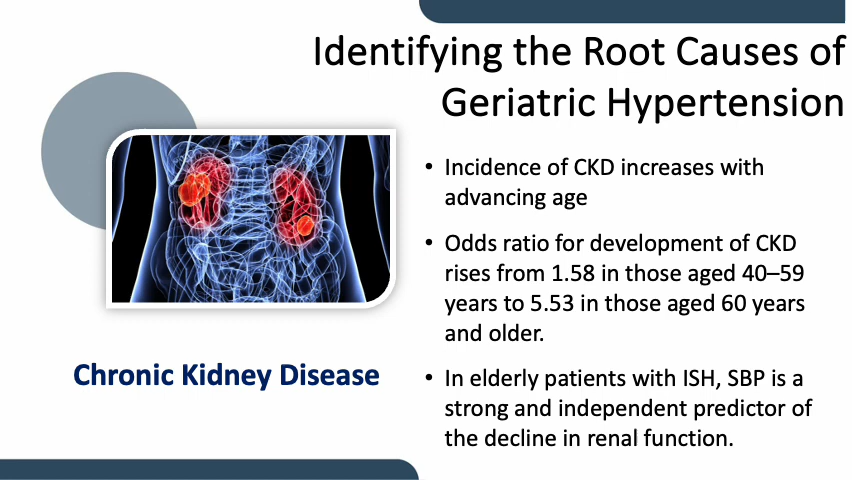 Identifying the Root Causes of
Geriatric Hypertension
• Incidence of CKD increases with
advancing age
• Odds ratio for development of CKD
rises from 1.58 in those aged 40–59
years to 5.53 in those aged 60 years
and older.
• In elderly patients with ISH, SBP is a
strong and independent predictor of
the decline in renal function.
Chronic Kidney Disease